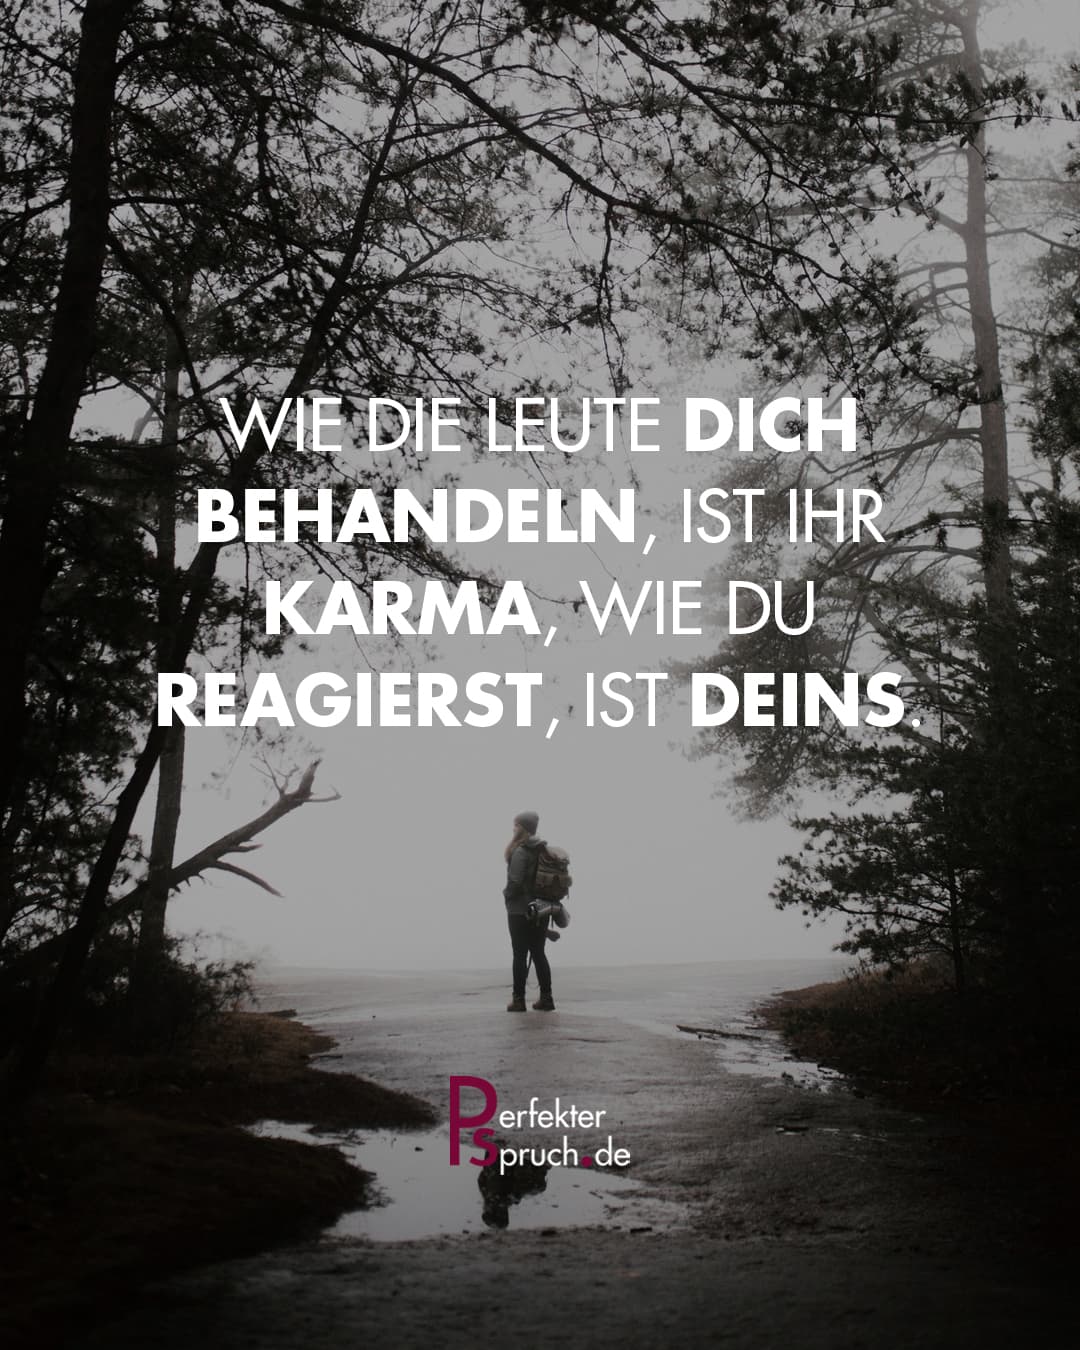 WIE DIE LEUTE DICH
BEHANDELN, IST IHR
KARMA, WIE DU
REAGIERST, IST DEINS.
Perfekter
Spruch.de